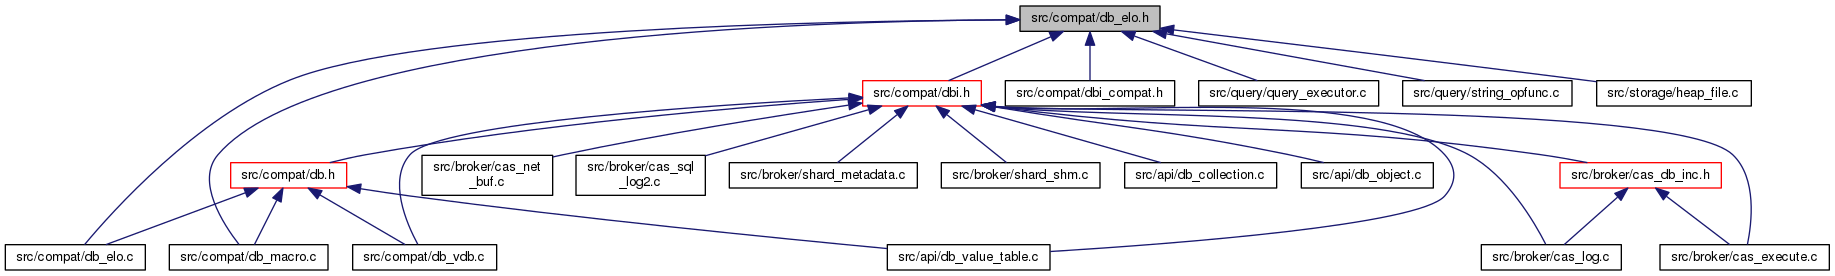 src/compat/db_elo.h
src/compat/dbi.h
src/compat/dbi_compat.h
src/query/query_executor.c
src/query/string_opfunc.c
src/storage/heap_file.c
src/compat/db.h
src/broker/cas_net
_buf.c
src/broker/cas_sql
_log2.c
src/broker/shard_metadata.c
src/broker/shard_shm.c
src/api/db_collection.c
src/api/db_object.c
src/broker/cas_db_inc.h
src/compat/db_elo.c
src/compat/db_macro.c
src/compat/db_vdb.c
src/api/db_value_table.c
src/broker/cas_log.c
src/broker/cas_execute.c